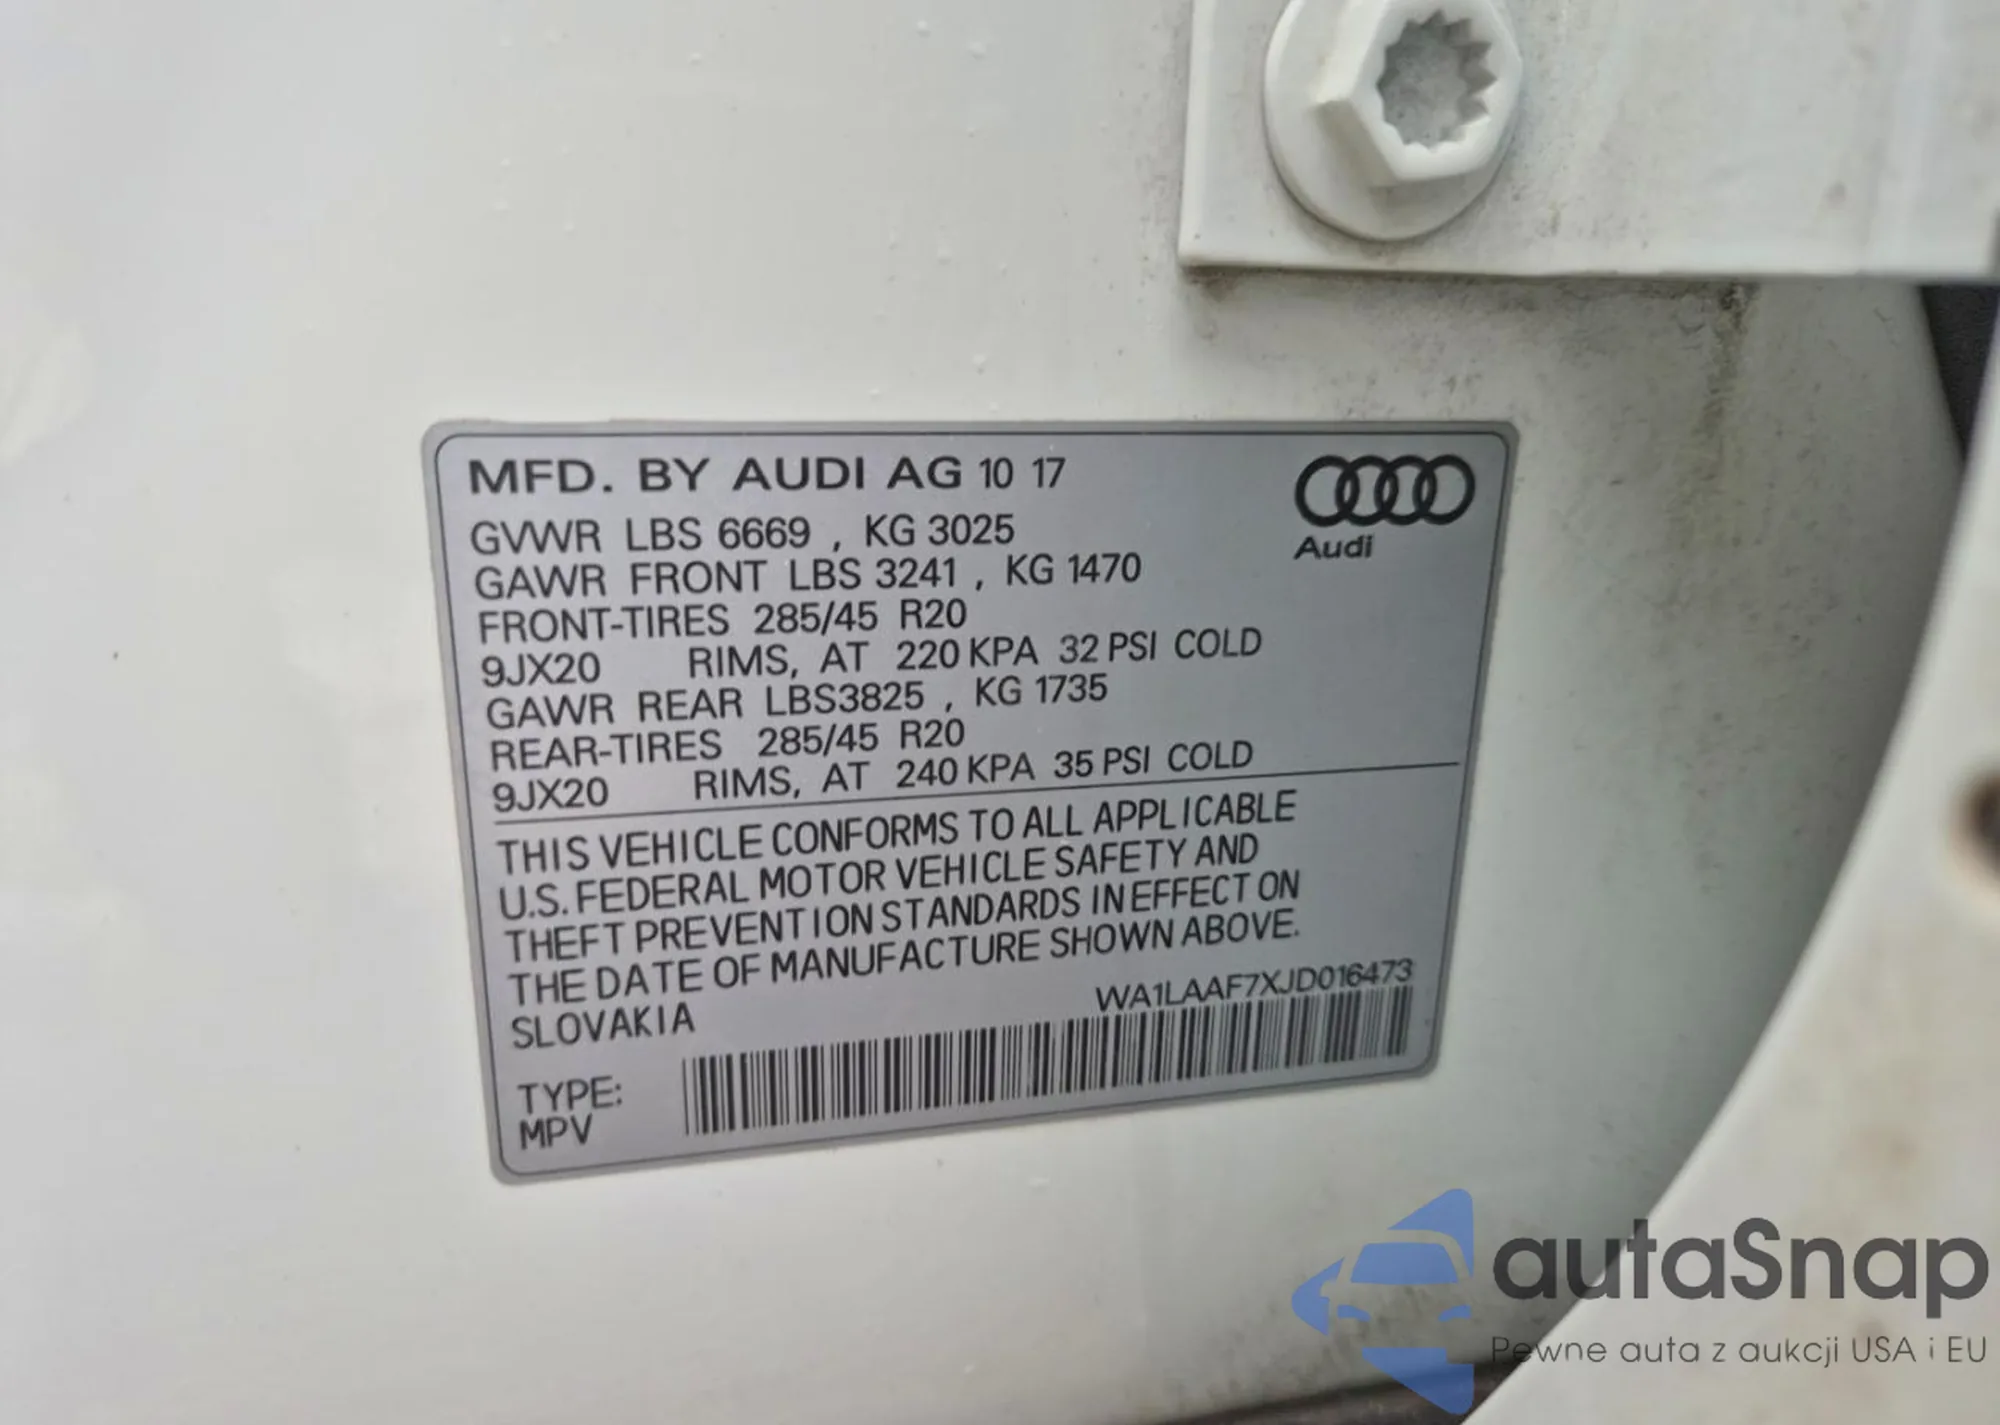 MFD. BY AUDI AG 10 17
Audi
GVWR LBS 6669 , KG 3025
GAWR FRONT LBS 3241 , KG 1470
FRONT-TIRES 285/45 R20
9JX20 RIMS, AT 220 KPA 32 PSI COLD
GAWR REAR LBS3825 , KG 1735
REAR-TIRES 285/45 R20
9JX20 RIMS, AT 240 KPA 35 PSI COLD
THIS VEHICLE CONFORMS TO ALL APPLICABLE
U.S. FEDERAL MOTOR VEHICLE SAFETY AND
THEFT PREVENTION STANDARDS IN EFFECT ON
THE DATE OF MANUFACTURE SHOWN ABOVE.
SLOVAKIA
WA1LAAF7XJD016473
TYPE:
MPV
autaSnap
Pewne auta z aukcji USA i EU